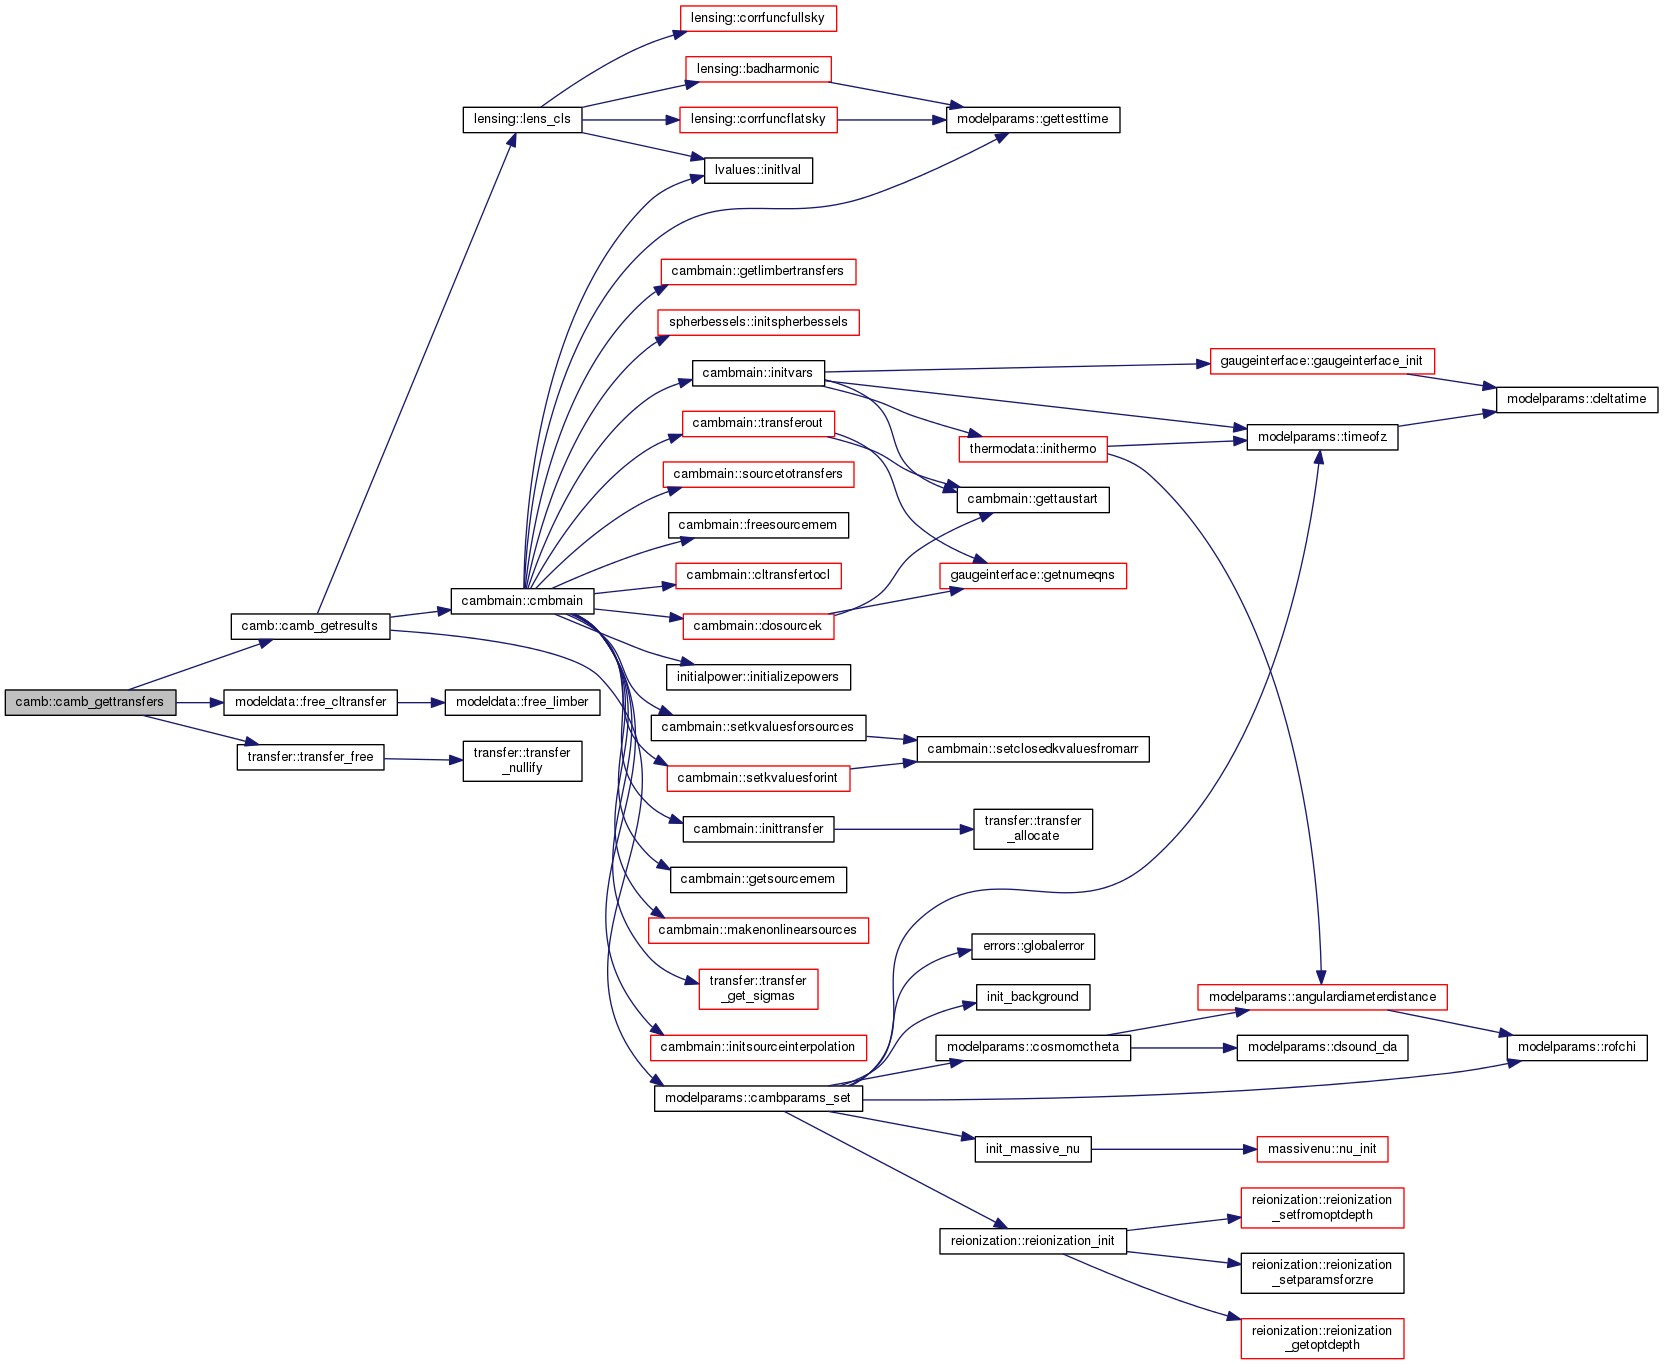 lensing::corrfuncfullsky
lensing::badharmonic
lensing::lens_cls
lensing::corrfuncflatsky
modelparams::gettesttime
lvalues::initlval
cambmain::getlimbertransfers
spherbessels::initspherbessels
cambmain::initvars
gaugeinterface::gaugeinterface_init
modelparams::deltatime
cambmain::transferout
thermodata::inithermo
modelparams::timeofz
cambmain::sourcetotransfers
cambmain::gettaustart
cambmain::freesourcemem
cambmain::cltransfertocl
gaugeinterface::getnumeqns
cambmain::cmbmain
camb::camb_getresults
cambmain::dosourcek
initialpower::initializepowers
camb::camb_gettransfers
modeldata::free_cltransfer
modeldata::free_limber
cambmain::setkvaluesforsources
transfer::transfer_free
transfer::transfer
_nullify
cambmain::setclosedkvaluesfromarr
cambmain::setkvaluesforint
cambmain::inittransfer
transfer::transfer
_allocate
cambmain::getsourcemem
cambmain::makenonlinearsources
errors::globalerror
transfer::transfer
_get_sigmas
init_background
modelparams::angulardiameterdistance
cambmain::initsourceinterpolation
modelparams::cosmomctheta
modelparams::dsound_da
modelparams::rofchi
modelparams::cambparams_set
init_massive_nu
massivenu::nu_init
reionization::reionization
_setfromoptdepth
reionization::reionization_init
reionization::reionization
_setparamsforzre
reionization::reionization
_getoptdepth